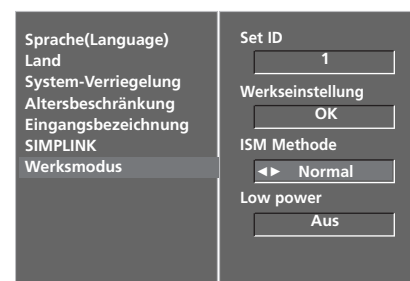 Sprache(Language)
Land
System-Verriegelung
Altersbeschränkung
Eingangsbezeichnung
SIMPLINK
Werksmodus
Set ID
1
Werkseinstellung
OK
ISM Methode
◄► Normal
Low power
Aus